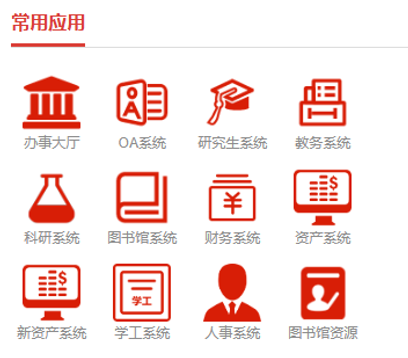 常用应用
办事大厅 OA系统 研究生系统 教务系统
科研系统 图书馆系统 财务系统 资产系统
学工
新资产系统 学工系统 人事系统 图书馆资源